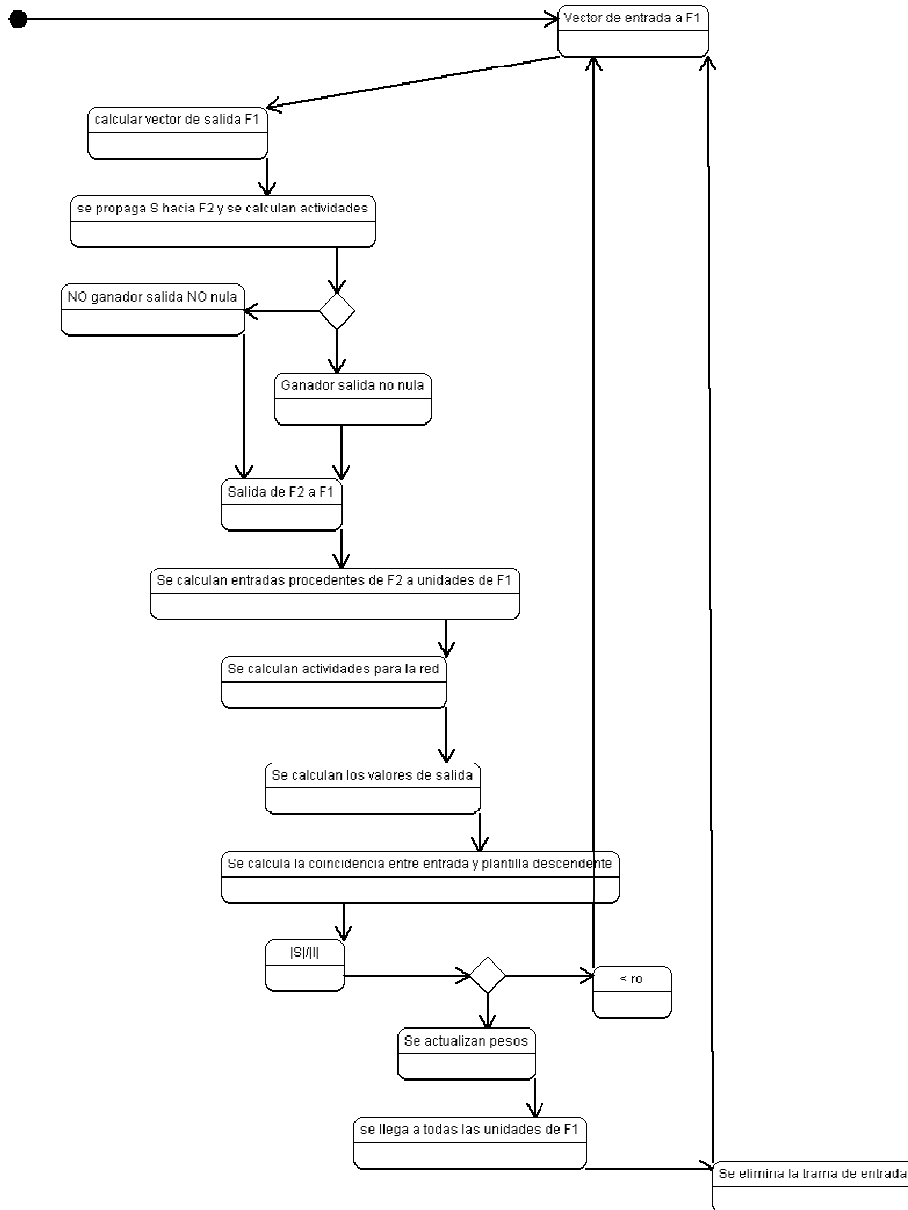 Vector de entrada a F1
calcular vector de salida F1
se propaga S hacia F2 y se calculan actividades
NO ganador salida NO nula
Ganador salida no nula
Salida de F2 a F1
Se calculan entradas procedentes de F2 a unidades de F1
Se calculan actividades para la red
Se calculan los valores de salida
Se calcula la coincidencia entre entrada y plantilla descendente
|S|/|I|
< ro
Se actualizan pesos
se llega a todas las unidades de F1
Se elimina la trama de entrada